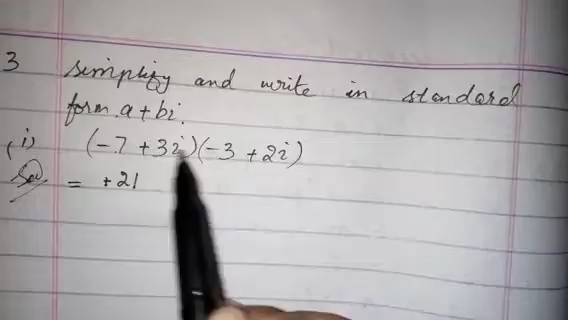 3 simplify and write in standard
form a+bi.
(i) (-7 + 3i)(-3 + 2i)
Sol = +21